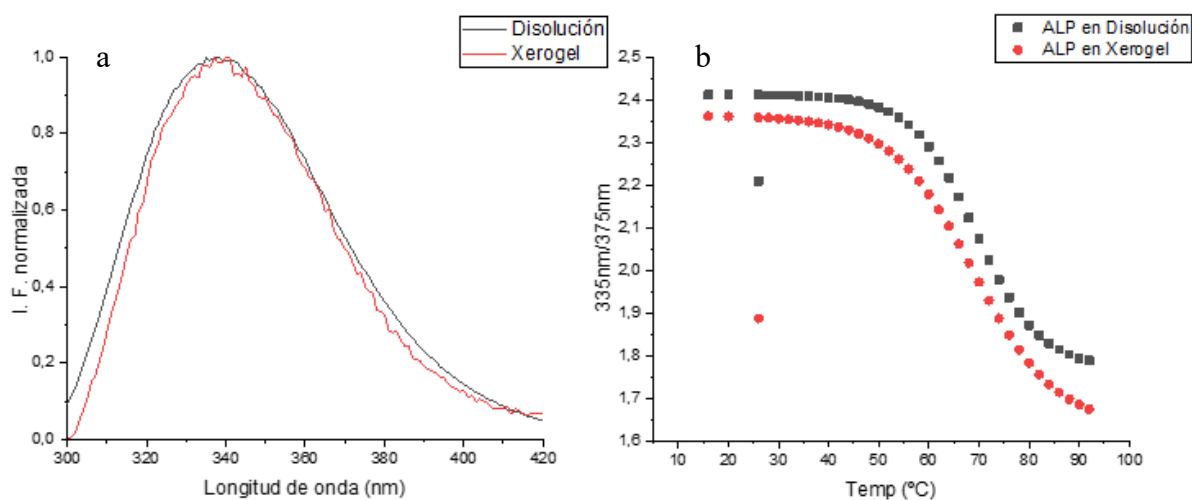 a
Disolución
Xerogel
I. F. normalizada
1,0
0,8
0,6
0,4
0,2
0,0
300 320 340 360 380 400 420
Longitud de onda (nm)
b
ALP en Disolución
ALP en Xerogel
335nm/375nm
2,5
2,4
2,3
2,2
2,1
2,0
1,9
1,8
1,7
1,6
10 20 30 40 50 60 70 80 90 100
Temp (ºC)